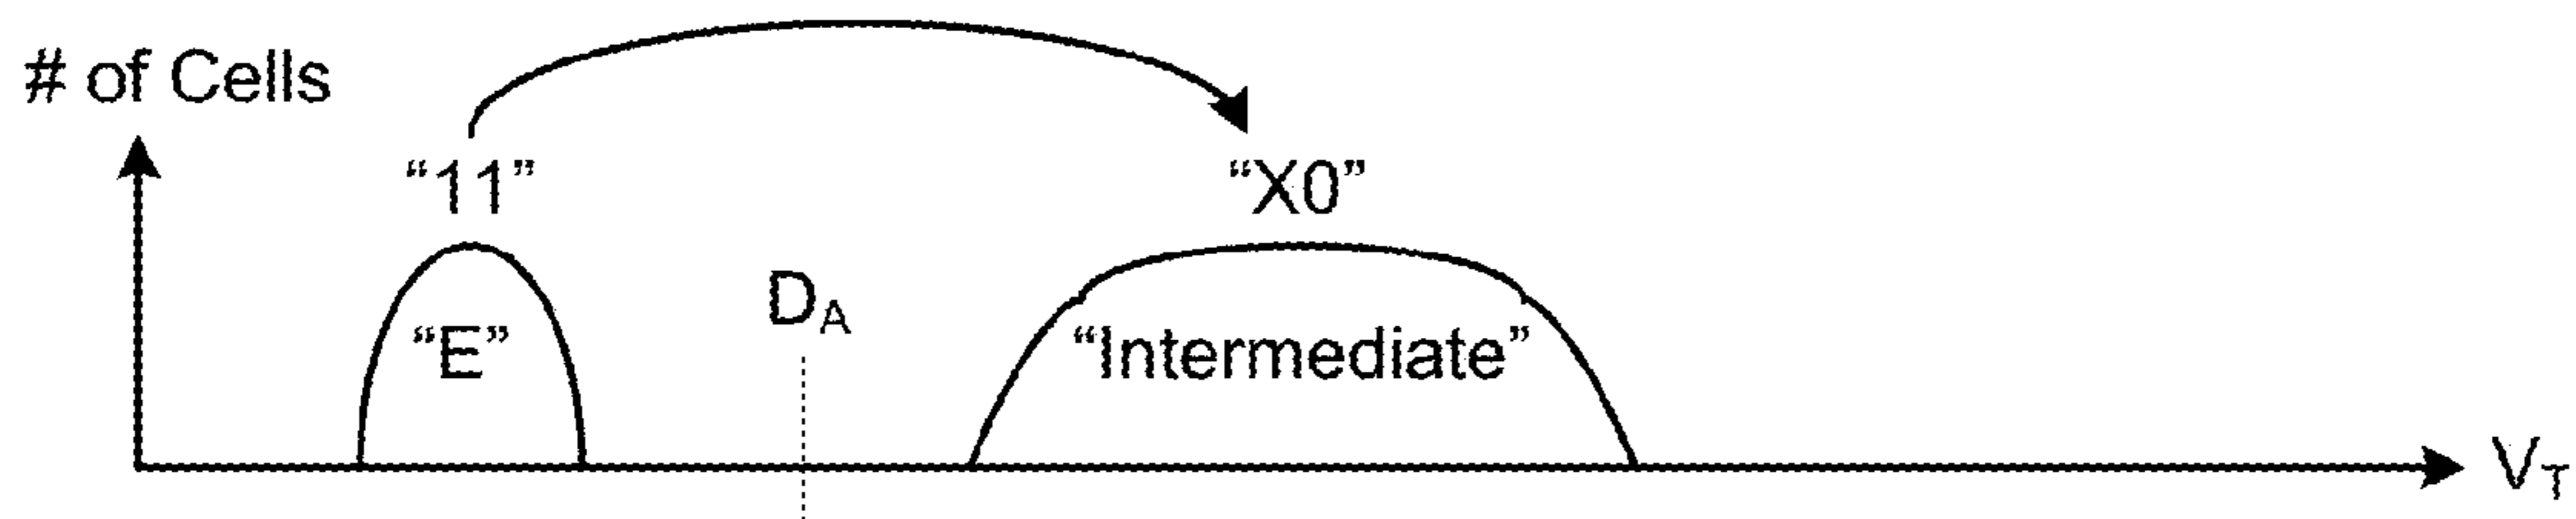 # of Cells
“11”
“X0”
“E”
D_A
“Intermediate”
V_T